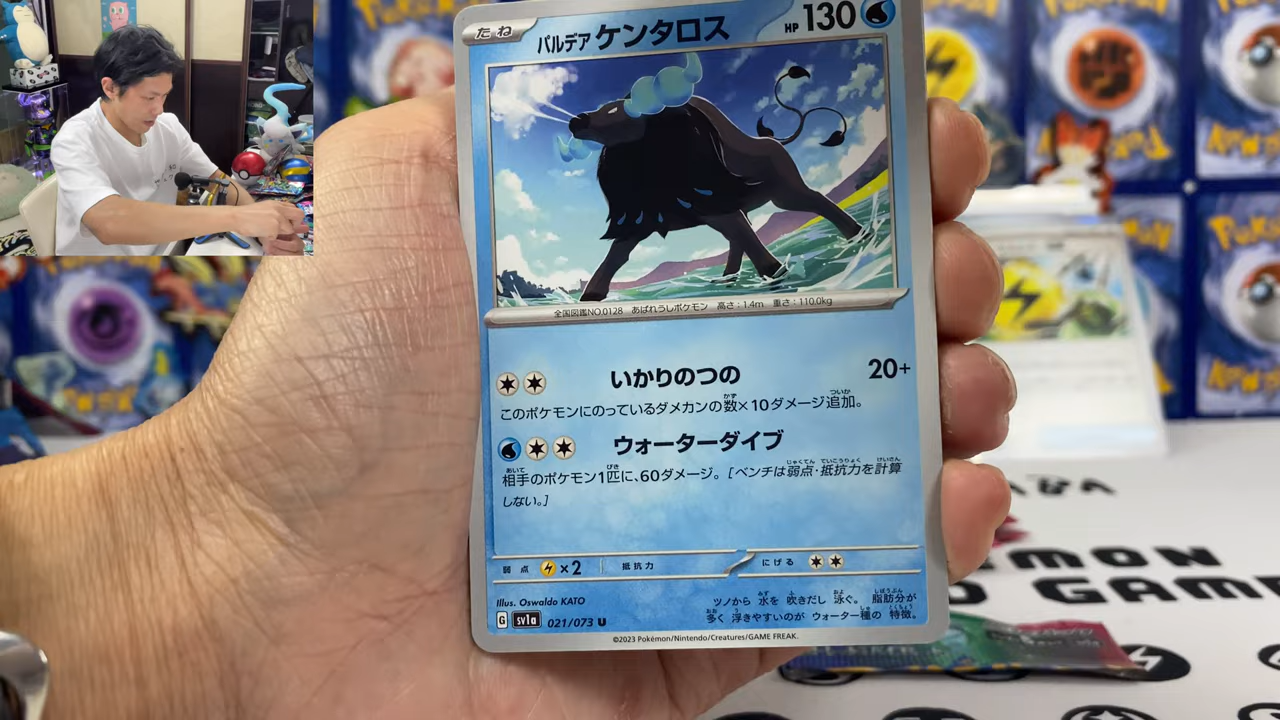 たね
パルデア ケンタロス
HP 130
全国図鑑NO.0128 あばれうしポケモン 高さ:1.4m 重さ:110.0kg
いかりのつの 20+
このポケモンにのっているダメカンの数×10ダメージ追加。
ウォーターダイブ
相手のポケモン1匹に、60ダメージ。[ベンチは弱点・抵抗力を計算
しない。]
弱点 ×2 抵抗力 にげる
Illus. Oswaldo KATO
ツノから 水を 吹きだし 泳ぐ。 脂肪分が
多く 浮きやすいのが ウォーター種の 特徴。
G sv1a 021/073 U
©2023 Pokémon/Nintendo/Creatures/GAME FREAK.